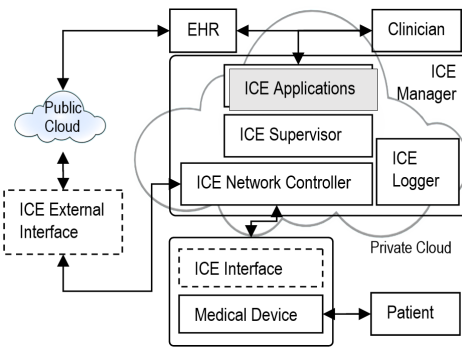 EHR
Clinician
ICE
Manager
ICE Applications
Public
Cloud
ICE Supervisor
ICE
Logger
ICE Network Controller
ICE External
Interface
Private Cloud
ICE Interface
Medical Device
Patient